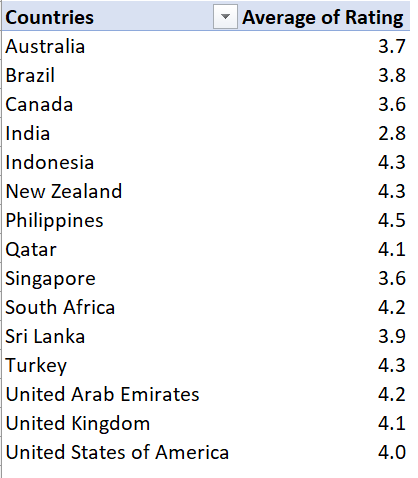 Countries Average of Rating
Australia 3.7
Brazil 3.8
Canada 3.6
India 2.8
Indonesia 4.3
New Zealand 4.3
Philippines 4.5
Qatar 4.1
Singapore 3.6
South Africa 4.2
Sri Lanka 3.9
Turkey 4.3
United Arab Emirates 4.2
United Kingdom 4.1
United States of America 4.0